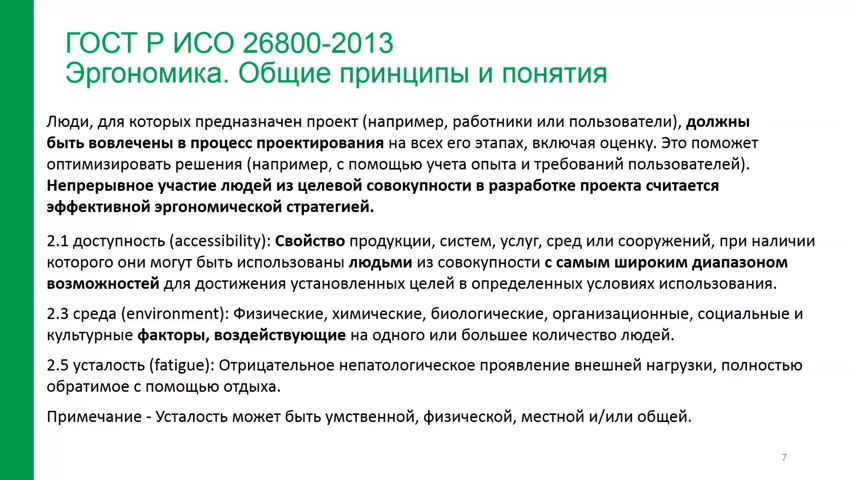 ГОСТ Р ИСО 26800-2013
Эргономика. Общие принципы и понятия
Люди, для которых предназначен проект (например, работники или пользователи), должны
быть вовлечены в процесс проектирования на всех его этапах, включая оценку. Это поможет
оптимизировать решения (например, с помощью учета опыта и требований пользователей).
Непрерывное участие людей из целевой совокупности в разработке проекта считается
эффективной эргономической стратегией.
2.1 доступность (accessibility): Свойство продукции, систем, услуг, сред или сооружений, при наличии
которого они могут быть использованы людьми из совокупности с самым широким диапазоном
возможностей для достижения установленных целей в определенных условиях использования.
2.3 среда (environment): Физические, химические, биологические, организационные, социальные и
культурные факторы, воздействующие на одного или большее количество людей.
2.5 усталость (fatigue): Отрицательное непатологическое проявление внешней нагрузки, полностью
обратимое с помощью отдыха.
Примечание - Усталость может быть умственной, физической, местной и/или общей.
7